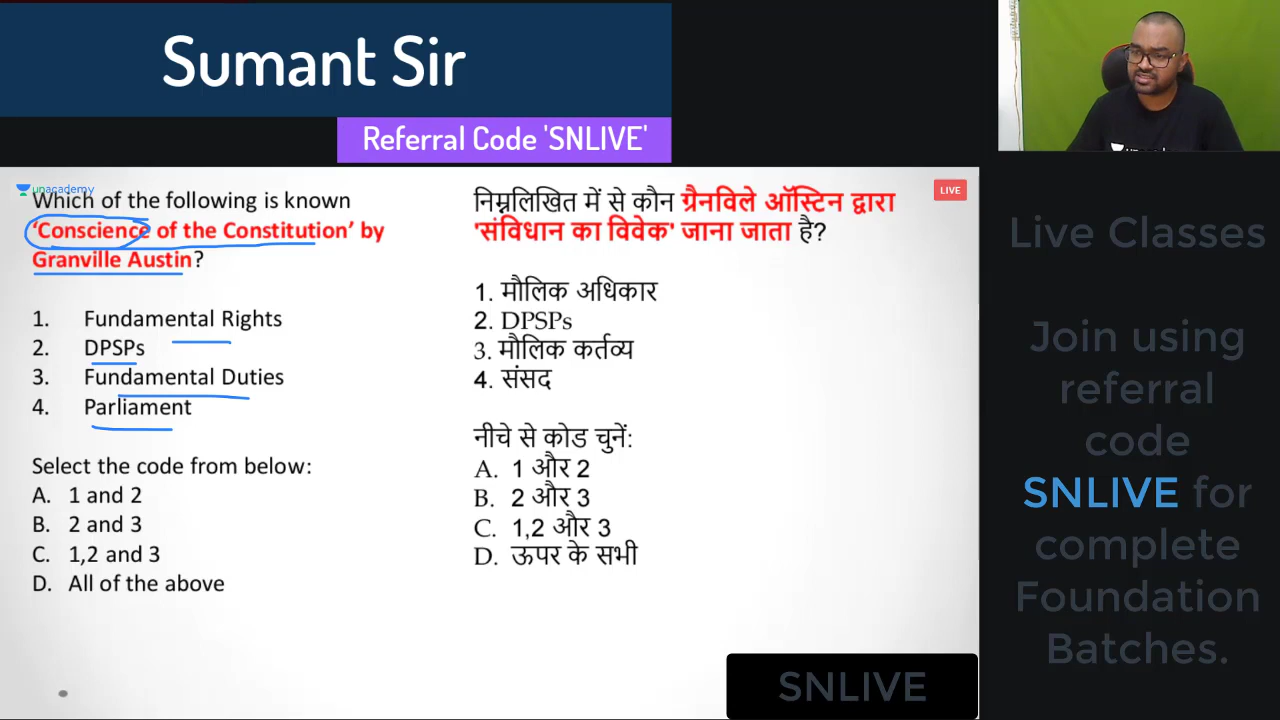 Sumant Sir
Referral Code 'SNLIVE'
unacademy
LIVE
Which of the following is known
‘Conscience of the Constitution’ by
Granville Austin?
1. Fundamental Rights
2. DPSPs
3. Fundamental Duties
4. Parliament
Select the code from below:
A. 1 and 2
B. 2 and 3
C. 1,2 and 3
D. All of the above
निम्नलिखित में से कौन ग्रैनविले ऑस्टिन द्वारा
'संविधान का विवेक' जाना जाता है?
1. मौलिक अधिकार
2. DPSPs
3. मौलिक कर्तव्य
4. संसद
नीचे से कोड चुनें:
A. 1 और 2
B. 2 और 3
C. 1,2 और 3
D. ऊपर के सभी
SNLIVE
Live Classes
Join using
referral
code
SNLIVE for
complete
Foundation
Batches.